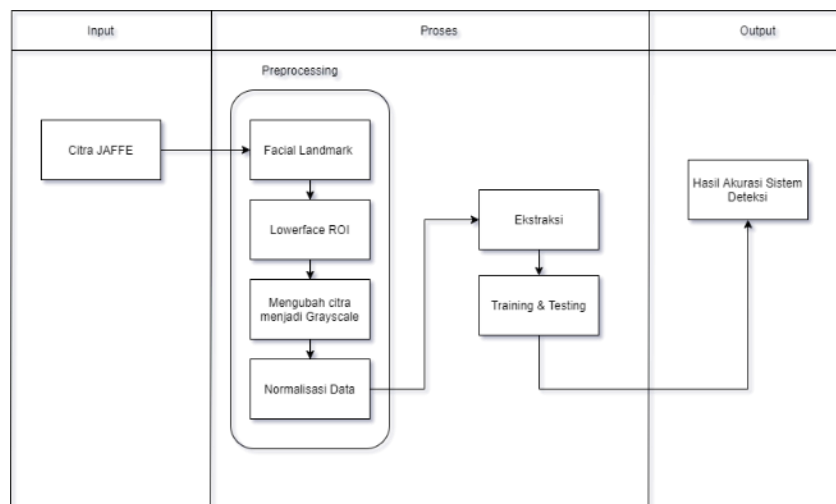 Input
Proses
Output
Preprocessing
Citra JAFFE
Facial Landmark
Lowerface ROI
Mengubah citra
menjadi Grayscale
Normalisasi Data
Ekstraksi
Training & Testing
Hasil Akurasi Sistem
Deteksi